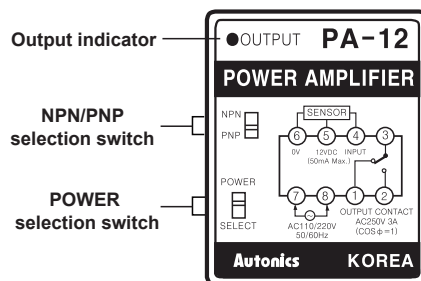 Output indicator
OUTPUT PA-12
POWER AMPLIFIER
NPN/PNP
selection switch
NPN
PNP
SENSOR
6 5 4 3
0V 12VDC INPUT
(50mA Max.)
POWER
selection switch
POWER
SELECT
7 8 1 2
AC110/220V
50/60Hz
OUTPUT CONTACT
AC250V 3A
(COSϕ=1)
Autonics KOREA